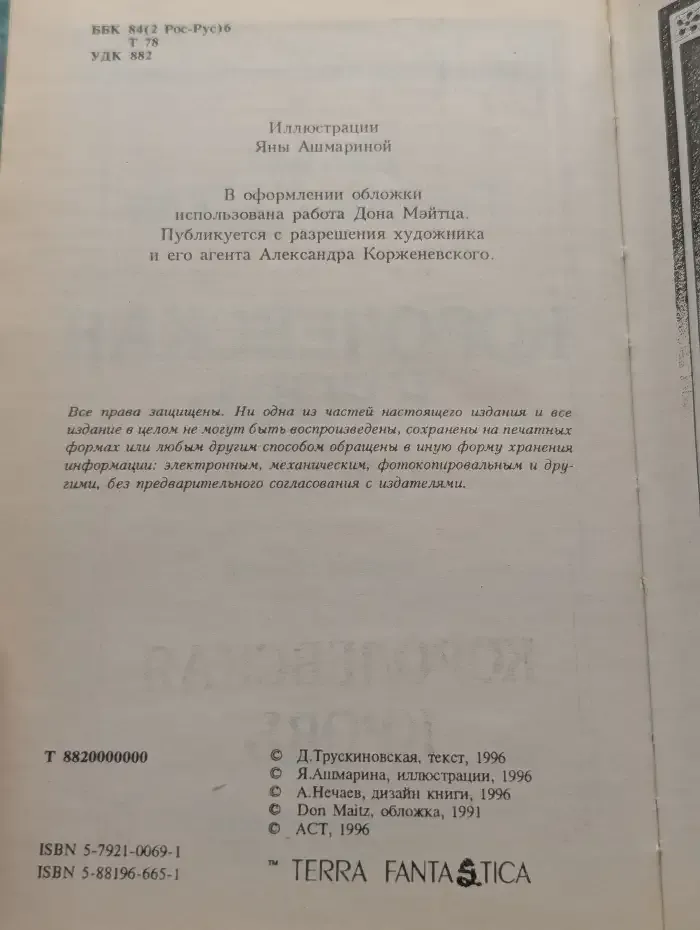 ББК 84(2 Рос-Рус)6
Т 78
УДК 882
Иллюстрации
Яны Ашмариной
В оформлении обложки
использована работа Дона Мэйтца.
Публикуется с разрешения художника
и его агента Александра Корженевского.
Все права защищены. Ни одна из частей настоящего издания и все
издание в целом не могут быть воспроизведены, сохранены на печатных
формах или любым другим способом обращены в иную форму хранения
информации: электронным, механическим, фотокопировальным и дру-
гими, без предварительного согласования с издателями.
Т 8820000000
© Д.Трускиновская, текст, 1996
© Я.Ашмарина, иллюстрации, 1996
© А.Нечаев, дизайн книги, 1996
© Don Maitz, обложка, 1991
© АСТ, 1996
ISBN 5-7921-0069-1
ISBN 5-88196-665-1
™ TERRA FANTASTICA